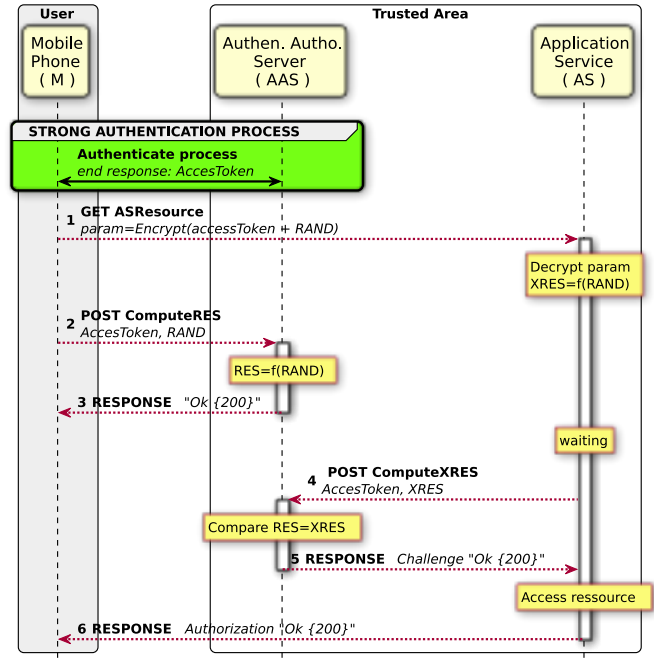 User
Trusted Area
Mobile
Phone
( M )
Authen. Autho.
Server
( AAS )
Application
Service
( AS )
STRONG AUTHENTICATION PROCESS
Authenticate process
end response: AccesToken
1 GET ASResource
param=Encrypt(accessToken + RAND)
Decrypt param
XRES=f(RAND)
2 POST ComputeRES
AccesToken, RAND
RES=f(RAND)
3 RESPONSE "Ok {200}"
waiting
4 POST ComputeXRES
AccesToken, XRES
Compare RES=XRES
5 RESPONSE Challenge "Ok {200}"
Access ressource
6 RESPONSE Authorization "Ok {200}"